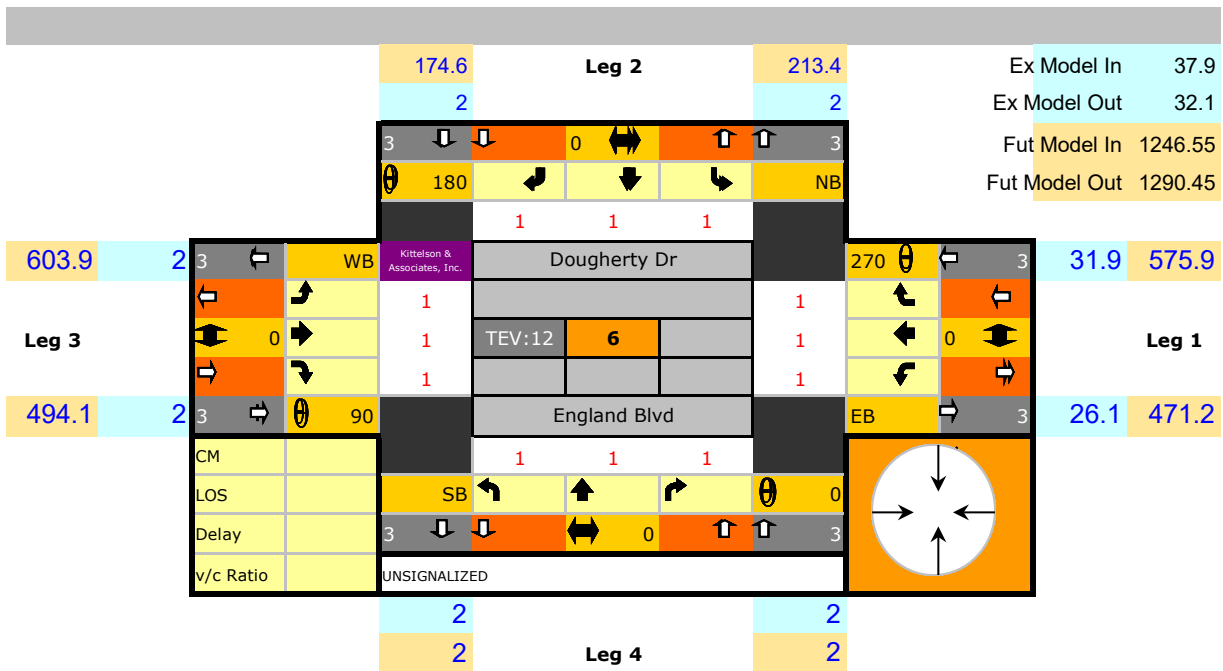 174.6 Leg 2 213.4 Ex Model In 37.9
2 2 Ex Model Out 32.1
3 0 3 Fut Model In 1246.55
180 NB Fut Model Out 1290.45
1 1 1
603.9 2 3 WB Kittelson & Associates, Inc. Dougherty Dr 270 3 31.9 575.9
1 1
Leg 3 0 1 TEV:12 6 1 0 Leg 1
1 1
494.1 2 3 90 England Blvd EB 3 26.1 471.2
CM 1 1 1
LOS SB 0
Delay 3 0 3
v/c Ratio UNSIGNALIZED
2 2
2 Leg 4 2